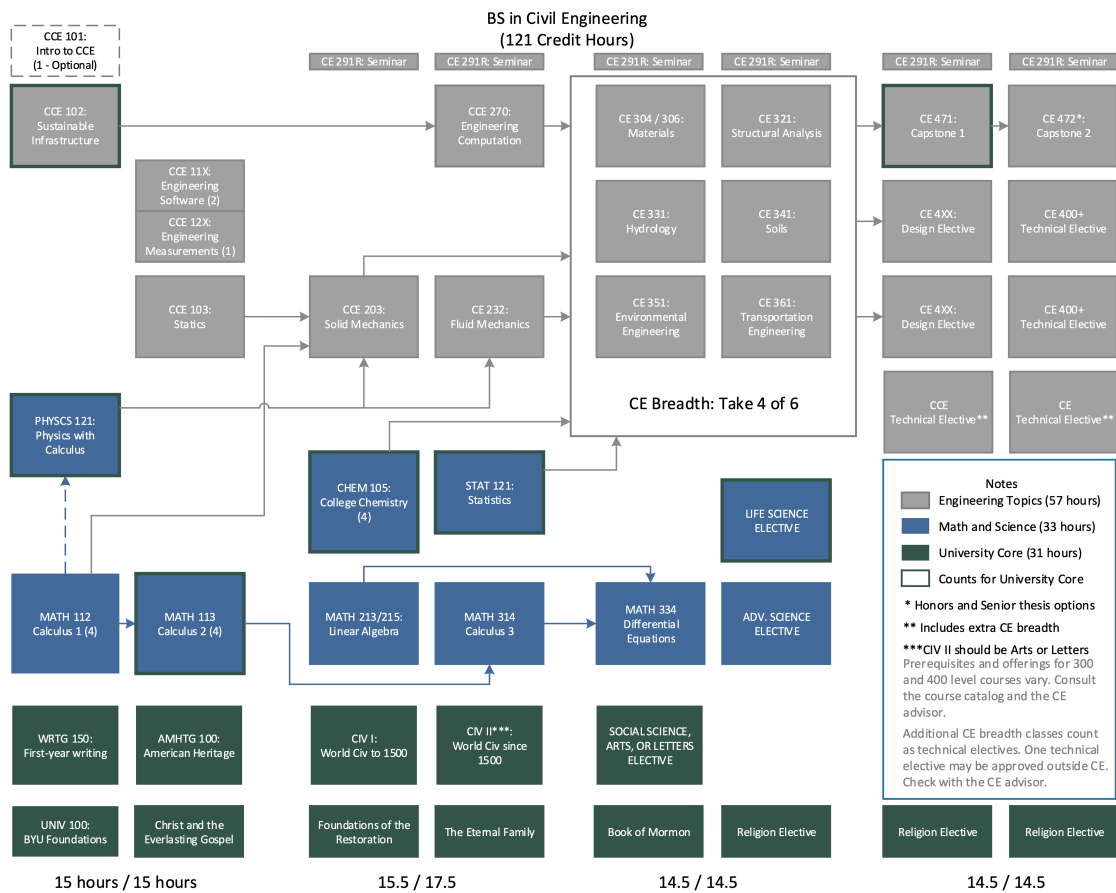 BS in Civil Engineering
(121 Credit Hours)
CCE 101:
Intro to CCE
(1 - Optional)
CE 291R: Seminar
CE 291R: Seminar
CE 291R: Seminar
CE 291R: Seminar
CE 291R: Seminar
CE 291R: Seminar
CCE 102:
Sustainable
Infrastructure
CCE 270:
Engineering
Computation
CE 304 / 306:
Materials
CE 321:
Structural Analysis
CE 471:
Capstone 1
CE 472*:
Capstone 2
CCE 11X:
Engineering
Software (2)
CCE 12X:
Engineering
Measurements (1)
CE 331:
Hydrology
CE 341:
Soils
CE 4XX:
Design Elective
CE 400+
Technical Elective
CCE 103:
Statics
CCE 203:
Solid Mechanics
CE 232:
Fluid Mechanics
CE 351:
Environmental
Engineering
CE 361:
Transportation
Engineering
CE 4XX:
Design Elective
CE 400+
Technical Elective
CE Breadth: Take 4 of 6
PHYSCS 121:
Physics with
Calculus
CCE
Technical Elective**
CE
Technical Elective**
CHEM 105:
College Chemistry
(4)
STAT 121:
Statistics
LIFE SCIENCE
ELECTIVE
MATH 112
Calculus 1 (4)
MATH 113
Calculus 2 (4)
MATH 213/215:
Linear Algebra
MATH 314
Calculus 3
MATH 334
Differential
Equations
ADV. SCIENCE
ELECTIVE
Notes
Engineering Topics (57 hours)
Math and Science (33 hours)
University Core (31 hours)
Counts for University Core
* Honors and Senior thesis options
** Includes extra CE breadth
***CIV II should be Arts or Letters
Prerequisites and offerings for 300
and 400 level courses vary. Consult
the course catalog and the CE
advisor.
Additional CE breadth classes count
as technical electives. One technical
elective may be approved outside CE.
Check with the CE advisor.
WRTG 150:
First-year writing
AMHTG 100:
American Heritage
CIV I:
World Civ to 1500
CIV II***:
World Civ since
1500
SOCIAL SCIENCE,
ARTS, OR LETTERS
ELECTIVE
UNIV 100:
BYU Foundations
Christ and the
Everlasting Gospel
Foundations of the
Restoration
The Eternal Family
Book of Mormon
Religion Elective
Religion Elective
Religion Elective
15 hours / 15 hours
15.5 / 17.5
14.5 / 14.5
14.5 / 14.5